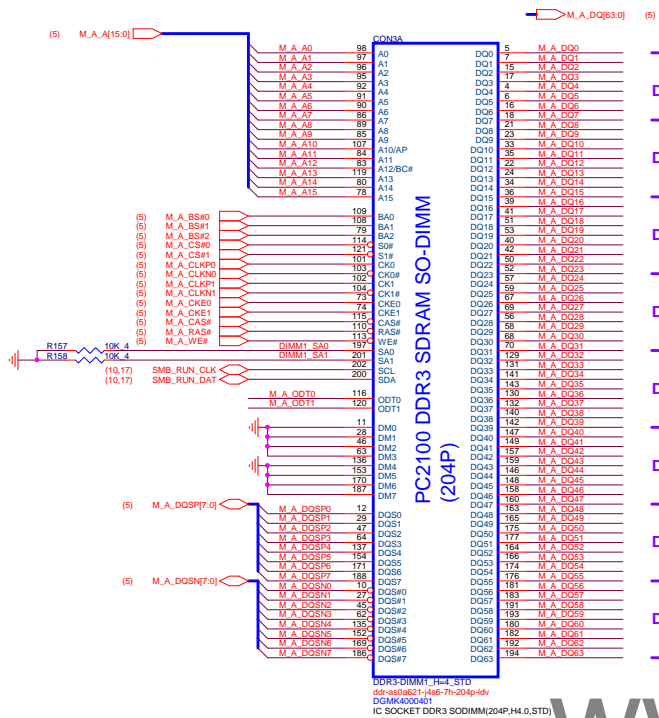 M_A_DQ[63:0] (5)
(5) M_A_A[15:0]
CON3A
M_A_A0 98 A0
M_A_A1 97 A1
M_A_A2 96 A2
M_A_A3 95 A3
M_A_A4 92 A4
M_A_A5 91 A5
M_A_A6 90 A6
M_A_A7 86 A7
M_A_A8 89 A8
M_A_A9 85 A9
M_A_A10 107 A10/AP
M_A_A11 84 A11
M_A_A12 83 A12/BC#
M_A_A13 119 A13
M_A_A14 80 A14
M_A_A15 78 A15
(5) M_A_BS#0 109 BA0
(5) M_A_BS#1 108 BA1
(5) M_A_BS#2 79 BA2
(5) M_A_CS#0 114 S0#
(5) M_A_CS#1 121 S1#
(5) M_A_CLKP0 101 CK0
(5) M_A_CLKN0 103 CK0#
(5) M_A_CLKP1 102 CK1
(5) M_A_CLKN1 104 CK1#
(5) M_A_CKE0 73 CKE0
(5) M_A_CKE1 74 CKE1
(5) M_A_CAS# 115 CAS#
(5) M_A_RAS# 110 RAS#
(5) M_A_WE# 113 WE#
R157 10K_4 DIMM1_SA0 197 SA0
R158 10K_4 DIMM1_SA1 201 SA1
(10,17) SMB_RUN_CLK 202 SCL
(10,17) SMB_RUN_DAT 200 SDA
M_A_ODT0 116 ODT0
M_A_ODT1 120 ODT1
11 DM0
28 DM1
46 DM2
63 DM3
136 DM4
153 DM5
170 DM6
187 DM7
(5) M_A_DQSP[7:0]
M_A_DQSP0 12 DQS0
M_A_DQSP1 29 DQS1
M_A_DQSP2 47 DQS2
M_A_DQSP3 64 DQS3
M_A_DQSP4 137 DQS4
M_A_DQSP5 154 DQS5
M_A_DQSP6 171 DQS6
M_A_DQSP7 188 DQS7
(5) M_A_DQSN[7:0]
M_A_DQSN0 10 DQS#0
M_A_DQSN1 27 DQS#1
M_A_DQSN2 45 DQS#2
M_A_DQSN3 62 DQS#3
M_A_DQSN4 135 DQS#4
M_A_DQSN5 152 DQS#5
M_A_DQSN6 169 DQS#6
M_A_DQSN7 186 DQS#7
PC2100 DDR3 SDRAM SO-DIMM
(204P)
DQ0 5 M_A_DQ0
DQ1 7 M_A_DQ1
DQ2 15 M_A_DQ2
DQ3 17 M_A_DQ3
DQ4 4 M_A_DQ4
DQ5 6 M_A_DQ5
DQ6 16 M_A_DQ6
DQ7 18 M_A_DQ7
DQ8 21 M_A_DQ8
DQ9 23 M_A_DQ9
DQ10 33 M_A_DQ10
DQ11 35 M_A_DQ11
DQ12 22 M_A_DQ12
DQ13 24 M_A_DQ13
DQ14 34 M_A_DQ14
DQ15 36 M_A_DQ15
DQ16 39 M_A_DQ16
DQ17 41 M_A_DQ17
DQ18 51 M_A_DQ18
DQ19 53 M_A_DQ19
DQ20 40 M_A_DQ20
DQ21 42 M_A_DQ21
DQ22 50 M_A_DQ22
DQ23 52 M_A_DQ23
DQ24 57 M_A_DQ24
DQ25 59 M_A_DQ25
DQ26 67 M_A_DQ26
DQ27 69 M_A_DQ27
DQ28 56 M_A_DQ28
DQ29 58 M_A_DQ29
DQ30 68 M_A_DQ30
DQ31 70 M_A_DQ31
DQ32 129 M_A_DQ32
DQ33 131 M_A_DQ33
DQ34 141 M_A_DQ34
DQ35 143 M_A_DQ35
DQ36 130 M_A_DQ36
DQ37 132 M_A_DQ37
DQ38 140 M_A_DQ38
DQ39 142 M_A_DQ39
DQ40 147 M_A_DQ40
DQ41 149 M_A_DQ41
DQ42 157 M_A_DQ42
DQ43 159 M_A_DQ43
DQ44 146 M_A_DQ44
DQ45 148 M_A_DQ45
DQ46 158 M_A_DQ46
DQ47 160 M_A_DQ47
DQ48 163 M_A_DQ48
DQ49 165 M_A_DQ49
DQ50 175 M_A_DQ50
DQ51 177 M_A_DQ51
DQ52 164 M_A_DQ52
DQ53 166 M_A_DQ53
DQ54 174 M_A_DQ54
DQ55 176 M_A_DQ55
DQ56 181 M_A_DQ56
DQ57 183 M_A_DQ57
DQ58 191 M_A_DQ58
DQ59 193 M_A_DQ59
DQ60 180 M_A_DQ60
DQ61 182 M_A_DQ61
DQ62 192 M_A_DQ62
DQ63 194 M_A_DQ63
DDR3-DIMM1_H=4_STD
ddr-as0a621-j4s6-7h-204p-ldv
DGMK4000401
IC SOCKET DDR3 SODIMM(204P,H4.0,STD)